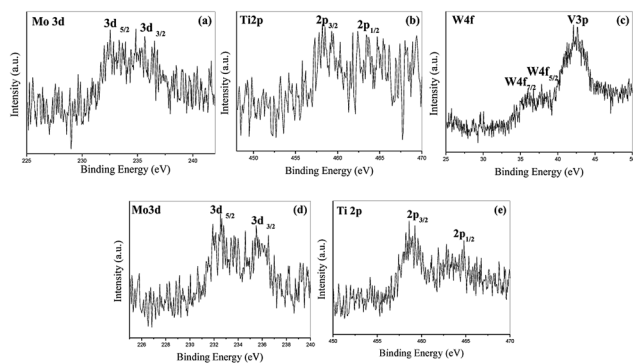 Mo 3d
(a)
3d 5/2
3d 3/2
Intensity (a.u.)
225 230 235 240
Binding Energy (eV)
Ti2p
(b)
2p3/2
2p1/2
Intensity (a.u.)
450 455 460 465 470
Binding Energy (eV)
W4f
V3p
(c)
W4f7/2
W4f5/2
Intensity (a.u.)
25 30 35 40 45 50
Binding Energy (eV)
Mo3d
(d)
3d 5/2
3d 3/2
Intensity (a.u.)
226 228 230 232 234 236 238 240
Binding Energy (eV)
Ti 2p
(e)
2p3/2
2p1/2
Intensity (a.u.)
450 455 460 465 470
Binding Energy (eV)